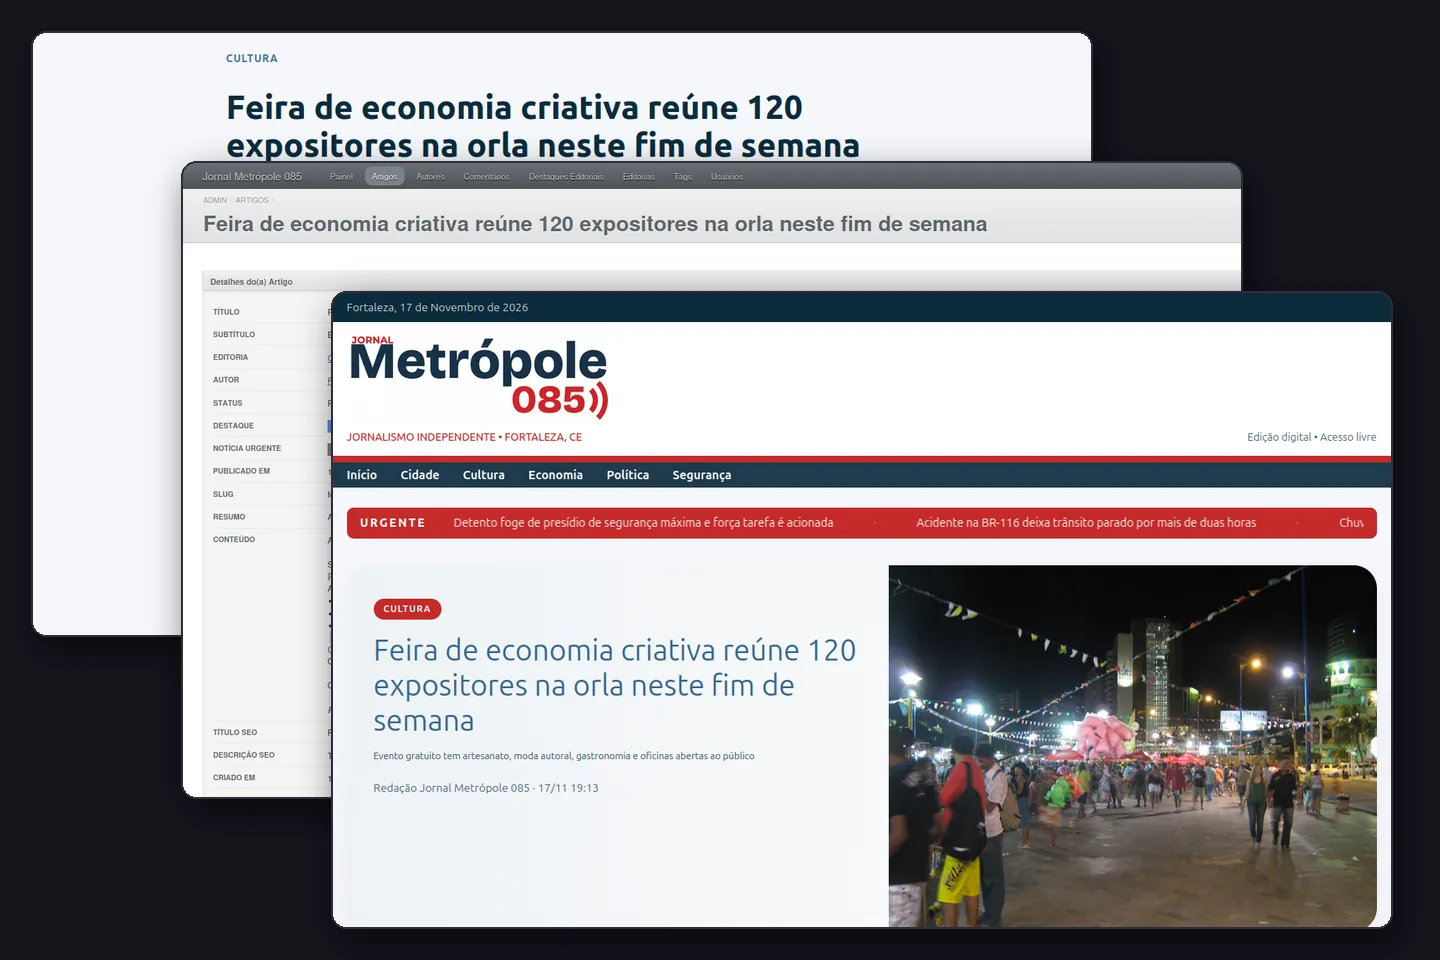 CULTURA
Feira de economia criativa reúne 120
expositores na orla neste fim de semana
Jornal Metrópole 085 Painel Artigos Autores Comentários Destaques Editoriais Editorias Tags Usuários
ADMIN / ARTIGOS /
Feira de economia criativa reúne 120 expositores na orla neste fim de semana
Detalhes do(a) Artigo
TÍTULO
SUBTÍTULO
EDITORIA
AUTOR
STATUS
DESTAQUE
NOTÍCIA URGENTE
PUBLICADO EM
SLUG
RESUMO
CONTEÚDO
TÍTULO SEO
DESCRIÇÃO SEO
CRIADO EM
Fortaleza, 17 de Novembro de 2026
JORNAL
Metrópole
085
JORNALISMO INDEPENDENTE • FORTALEZA, CE
Edição digital • Acesso livre
Início Cidade Cultura Economia Política Segurança
URGENTE Detento foge de presídio de segurança máxima e força tarefa é acionada · Acidente na BR-116 deixa trânsito parado por mais de duas horas ·
CULTURA
Feira de economia criativa reúne 120
expositores na orla neste fim de
semana
Evento gratuito tem artesanato, moda autoral, gastronomia e oficinas abertas ao público
Redação Jornal Metrópole 085 · 17/11 19:13